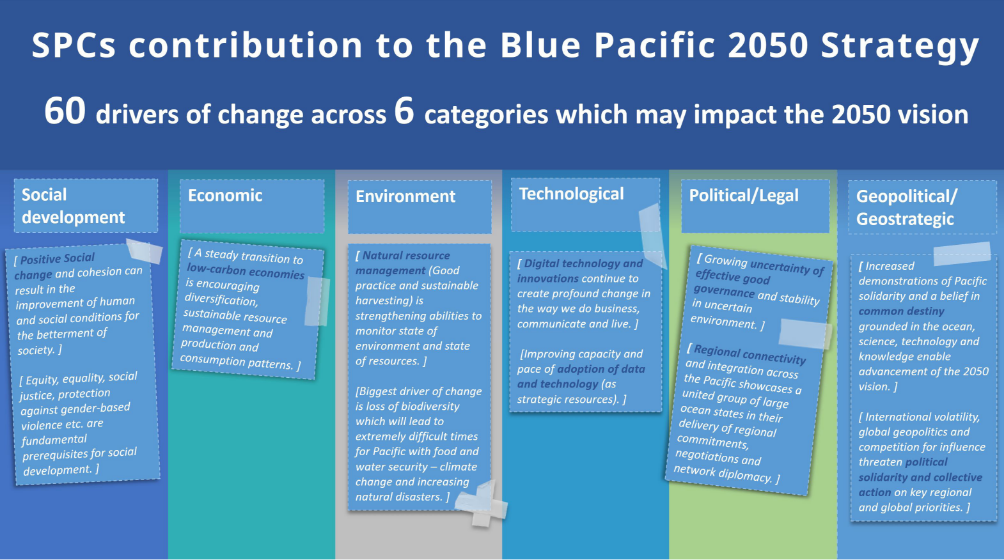 SPCs contribution to the Blue Pacific 2050 Strategy
60 drivers of change across 6 categories which may impact the 2050 vision
Social
development
[ Positive Social
change and cohesion can
result in the
improvement of human
and social conditions for
the betterment of
society. ]
[ Equity, equality, social
justice, protection
against gender-based
violence etc. are
fundamental
prerequisites for social
development. ]
Economic
[ A steady transition to
low-carbon economies
is encouraging
diversification,
sustainable resource
management and
production and
consumption patterns. ]
Environment
[ Natural resource
management (Good
practice and sustainable
harvesting) is
strengthening abilities to
monitor state of
environment and state
of resources. ]
[Biggest driver of change
is loss of biodiversity
which will lead to
extremely difficult times
for Pacific with food and
water security – climate
change and increasing
natural disasters. ]
Technological
[ Digital technology and
innovations continue to
create profound change in
the way we do business,
communicate and live. ]
[Improving capacity and
pace of adoption of data
and technology (as
strategic resources). ]
Political/Legal
[ Growing uncertainty of
effective good
governance and stability
in uncertain
environment. ]
[ Regional connectivity
and integration across
the Pacific showcases a
united group of large
ocean states in their
delivery of regional
commitments,
negotiations and
network diplomacy. ]
Geopolitical/
Geostrategic
[ Increased
demonstrations of Pacific
solidarity and a belief in
common destiny
grounded in the ocean,
science, technology and
knowledge enable
advancement of the 2050
vision. ]
[ International volatility,
global geopolitics and
competition for influence
threaten political
solidarity and collective
action on key regional
and global priorities. ]